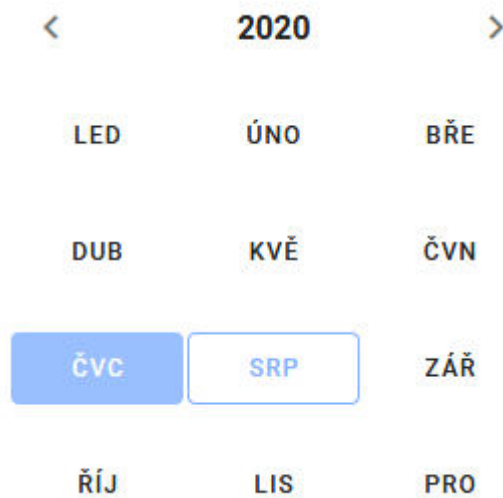 2020
LED ÚNO BŘE
DUB KVĚ ČVN
ČVC SRP ZÁŘ
ŘÍJ LIS PRO